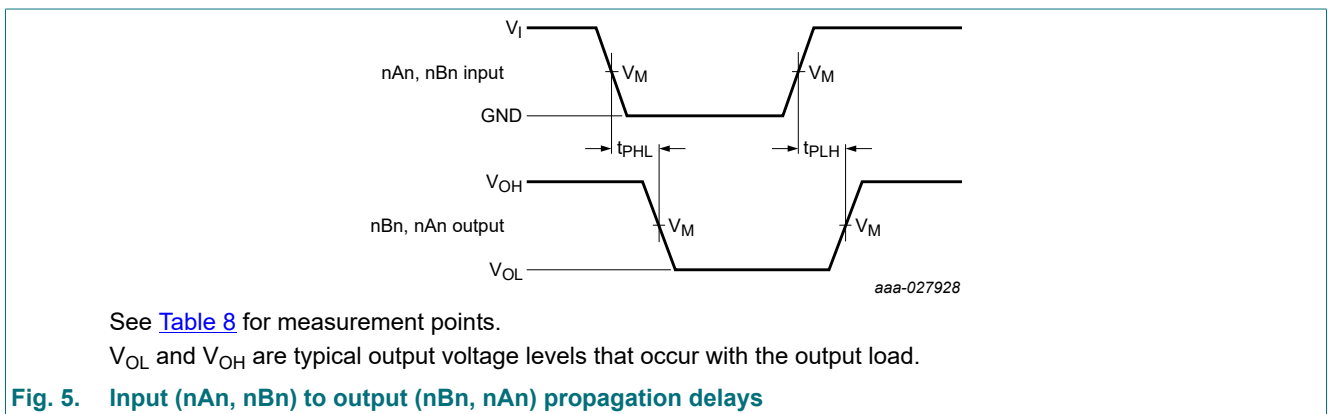 VI
nAn, nBn input
VM
VM
GND
tPHL
tPLH
VOH
nBn, nAn output
VM
VM
VOL
aaa-027928
See Table 8 for measurement points.
VOL and VOH are typical output voltage levels that occur with the output load.
Fig. 5. Input (nAn, nBn) to output (nBn, nAn) propagation delays